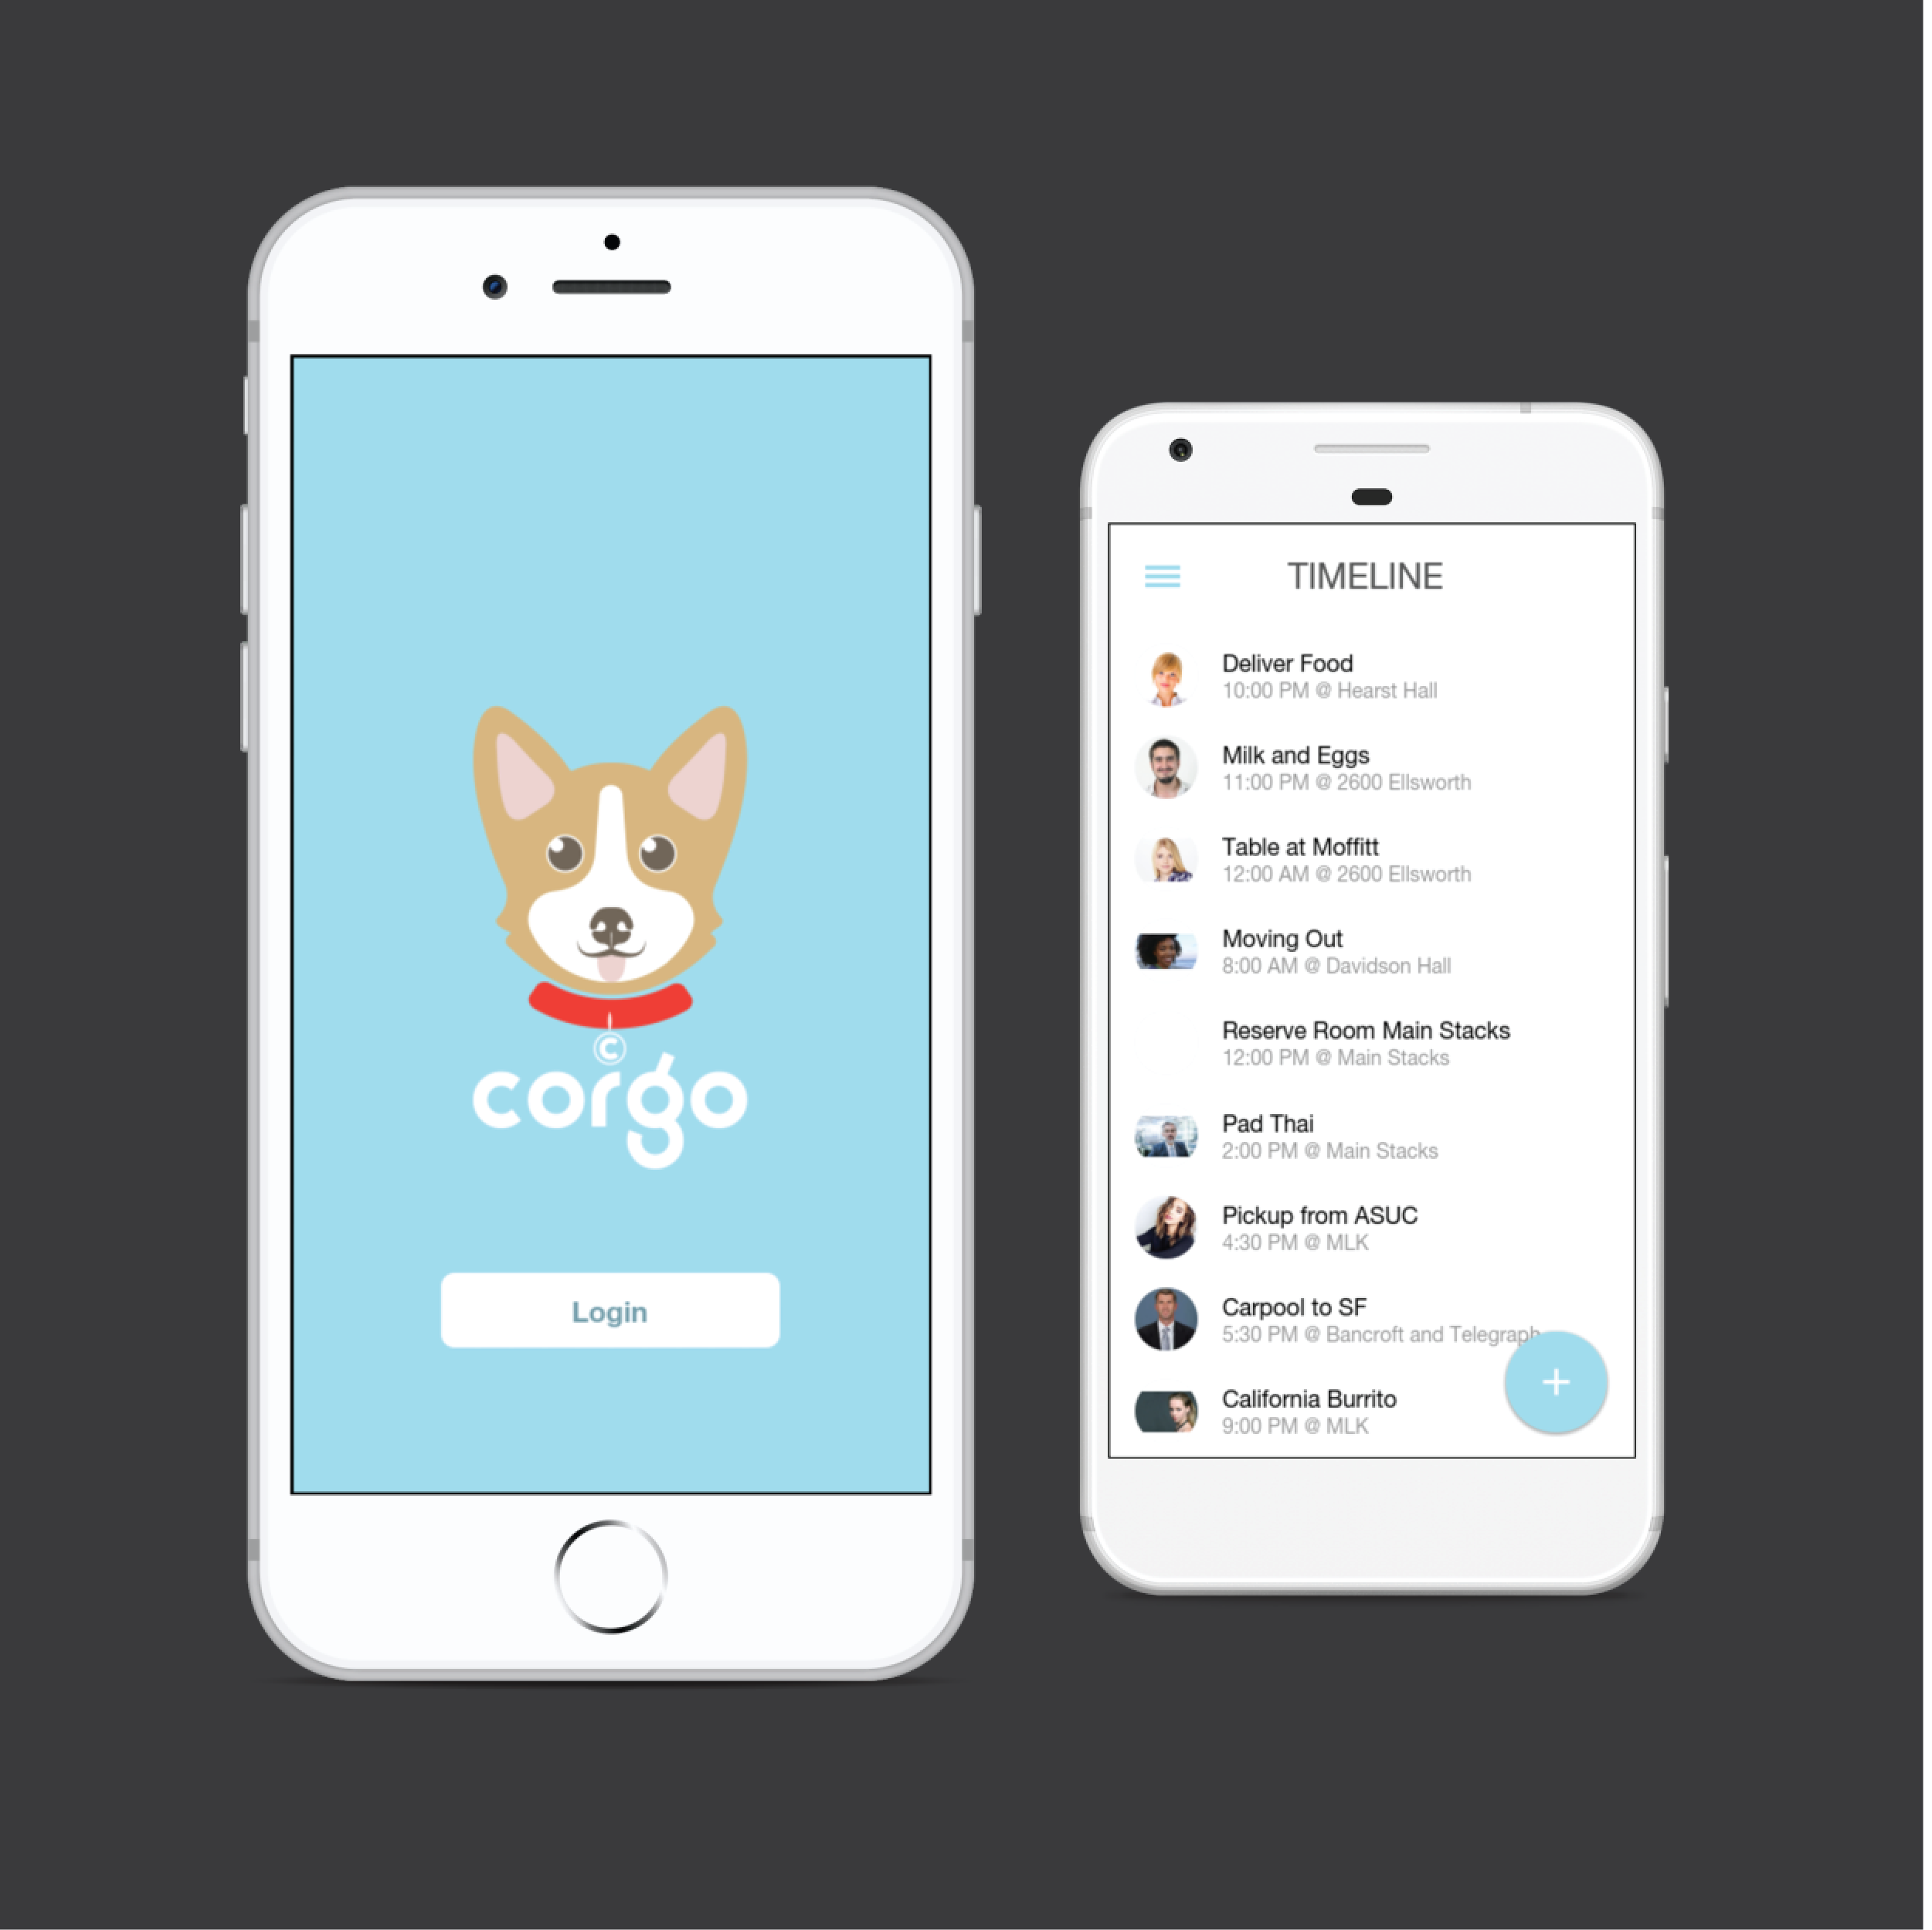 ©
corgo
Login
TIMELINE
Deliver Food
10:00 PM @ Hearst Hall
Milk and Eggs
11:00 PM @ 2600 Ellsworth
Table at Moffitt
12:00 AM @ 2600 Ellsworth
Moving Out
8:00 AM @ Davidson Hall
Reserve Room Main Stacks
12:00 PM @ Main Stacks
Pad Thai
2:00 PM @ Main Stacks
Pickup from ASUC
4:30 PM @ MLK
Carpool to SF
5:30 PM @ Bancroft and Telegraph
+
California Burrito
9:00 PM @ MLK